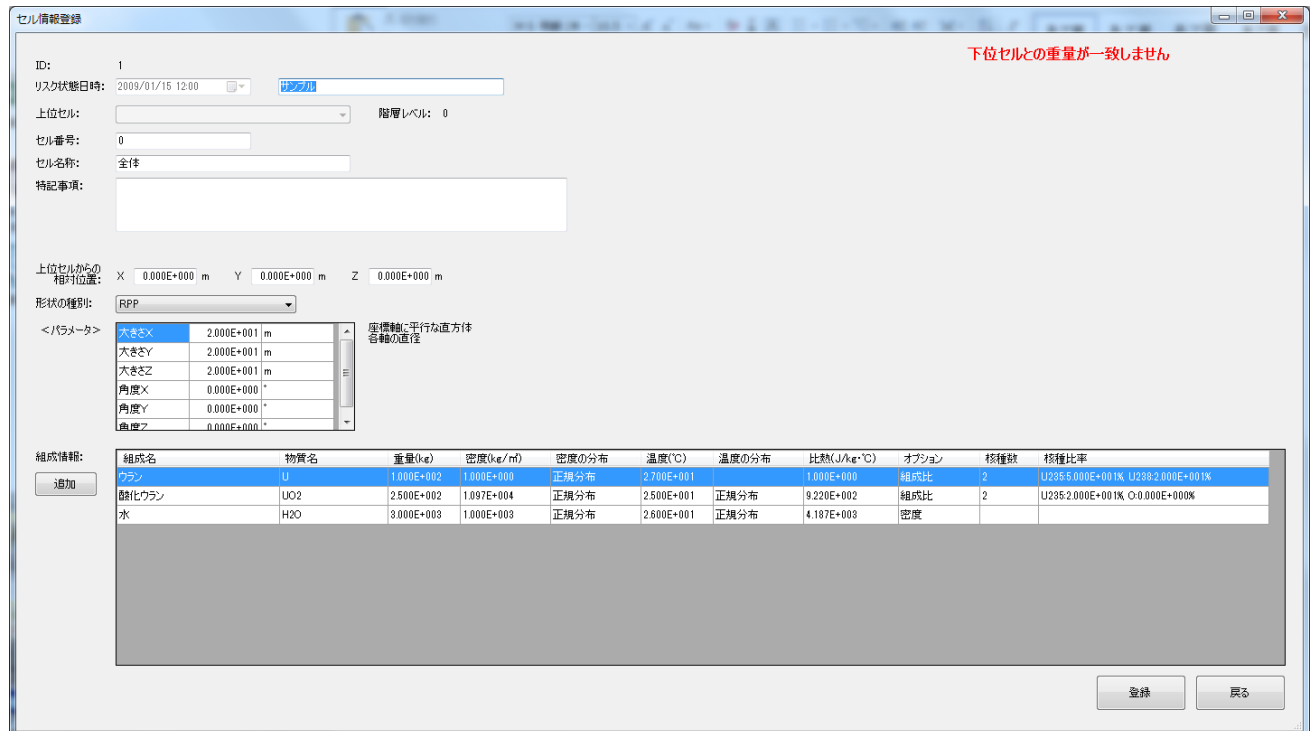 セル情報登録
下位セルとの重量が一致しません
ID: 1
リスク状態日時: 2009/01/15 12:00 サンプル
上位セル: 階層レベル: 0
セル番号: 0
セル名称: 全体
特記事項:
上位セルからの
相対位置: X 0.000E+000 m Y 0.000E+000 m Z 0.000E+000 m
形状の種別: RPP
<パラメータ> 大きさX 2.000E+001 m 座標軸に平行な直方体
各軸の直径
大きさY 2.000E+001 m
大きさZ 2.000E+001 m
角度X 0.000E+000 °
角度Y 0.000E+000 °
角度Z 0.000E+000 °
組成情報: 組成名 物質名 重量(kg) 密度(kg/㎥) 密度の分布 温度(℃) 温度の分布 比熱(J/kg・℃) オプション 核種数 核種比率
追加
ウラン U 1.000E+002 1.000E+000 正規分布 2.700E+001 1.000E+000 組成比 2 U235:5.000E+001%, U238:2.000E+001%
酸化ウラン UO2 2.500E+002 1.097E+004 正規分布 2.500E+001 正規分布 9.220E+002 組成比 2 U235:2.000E+001%, O:0.000E+000%
水 H2O 3.000E+003 1.000E+003 正規分布 2.600E+001 正規分布 4.187E+003 密度
登録 戻る